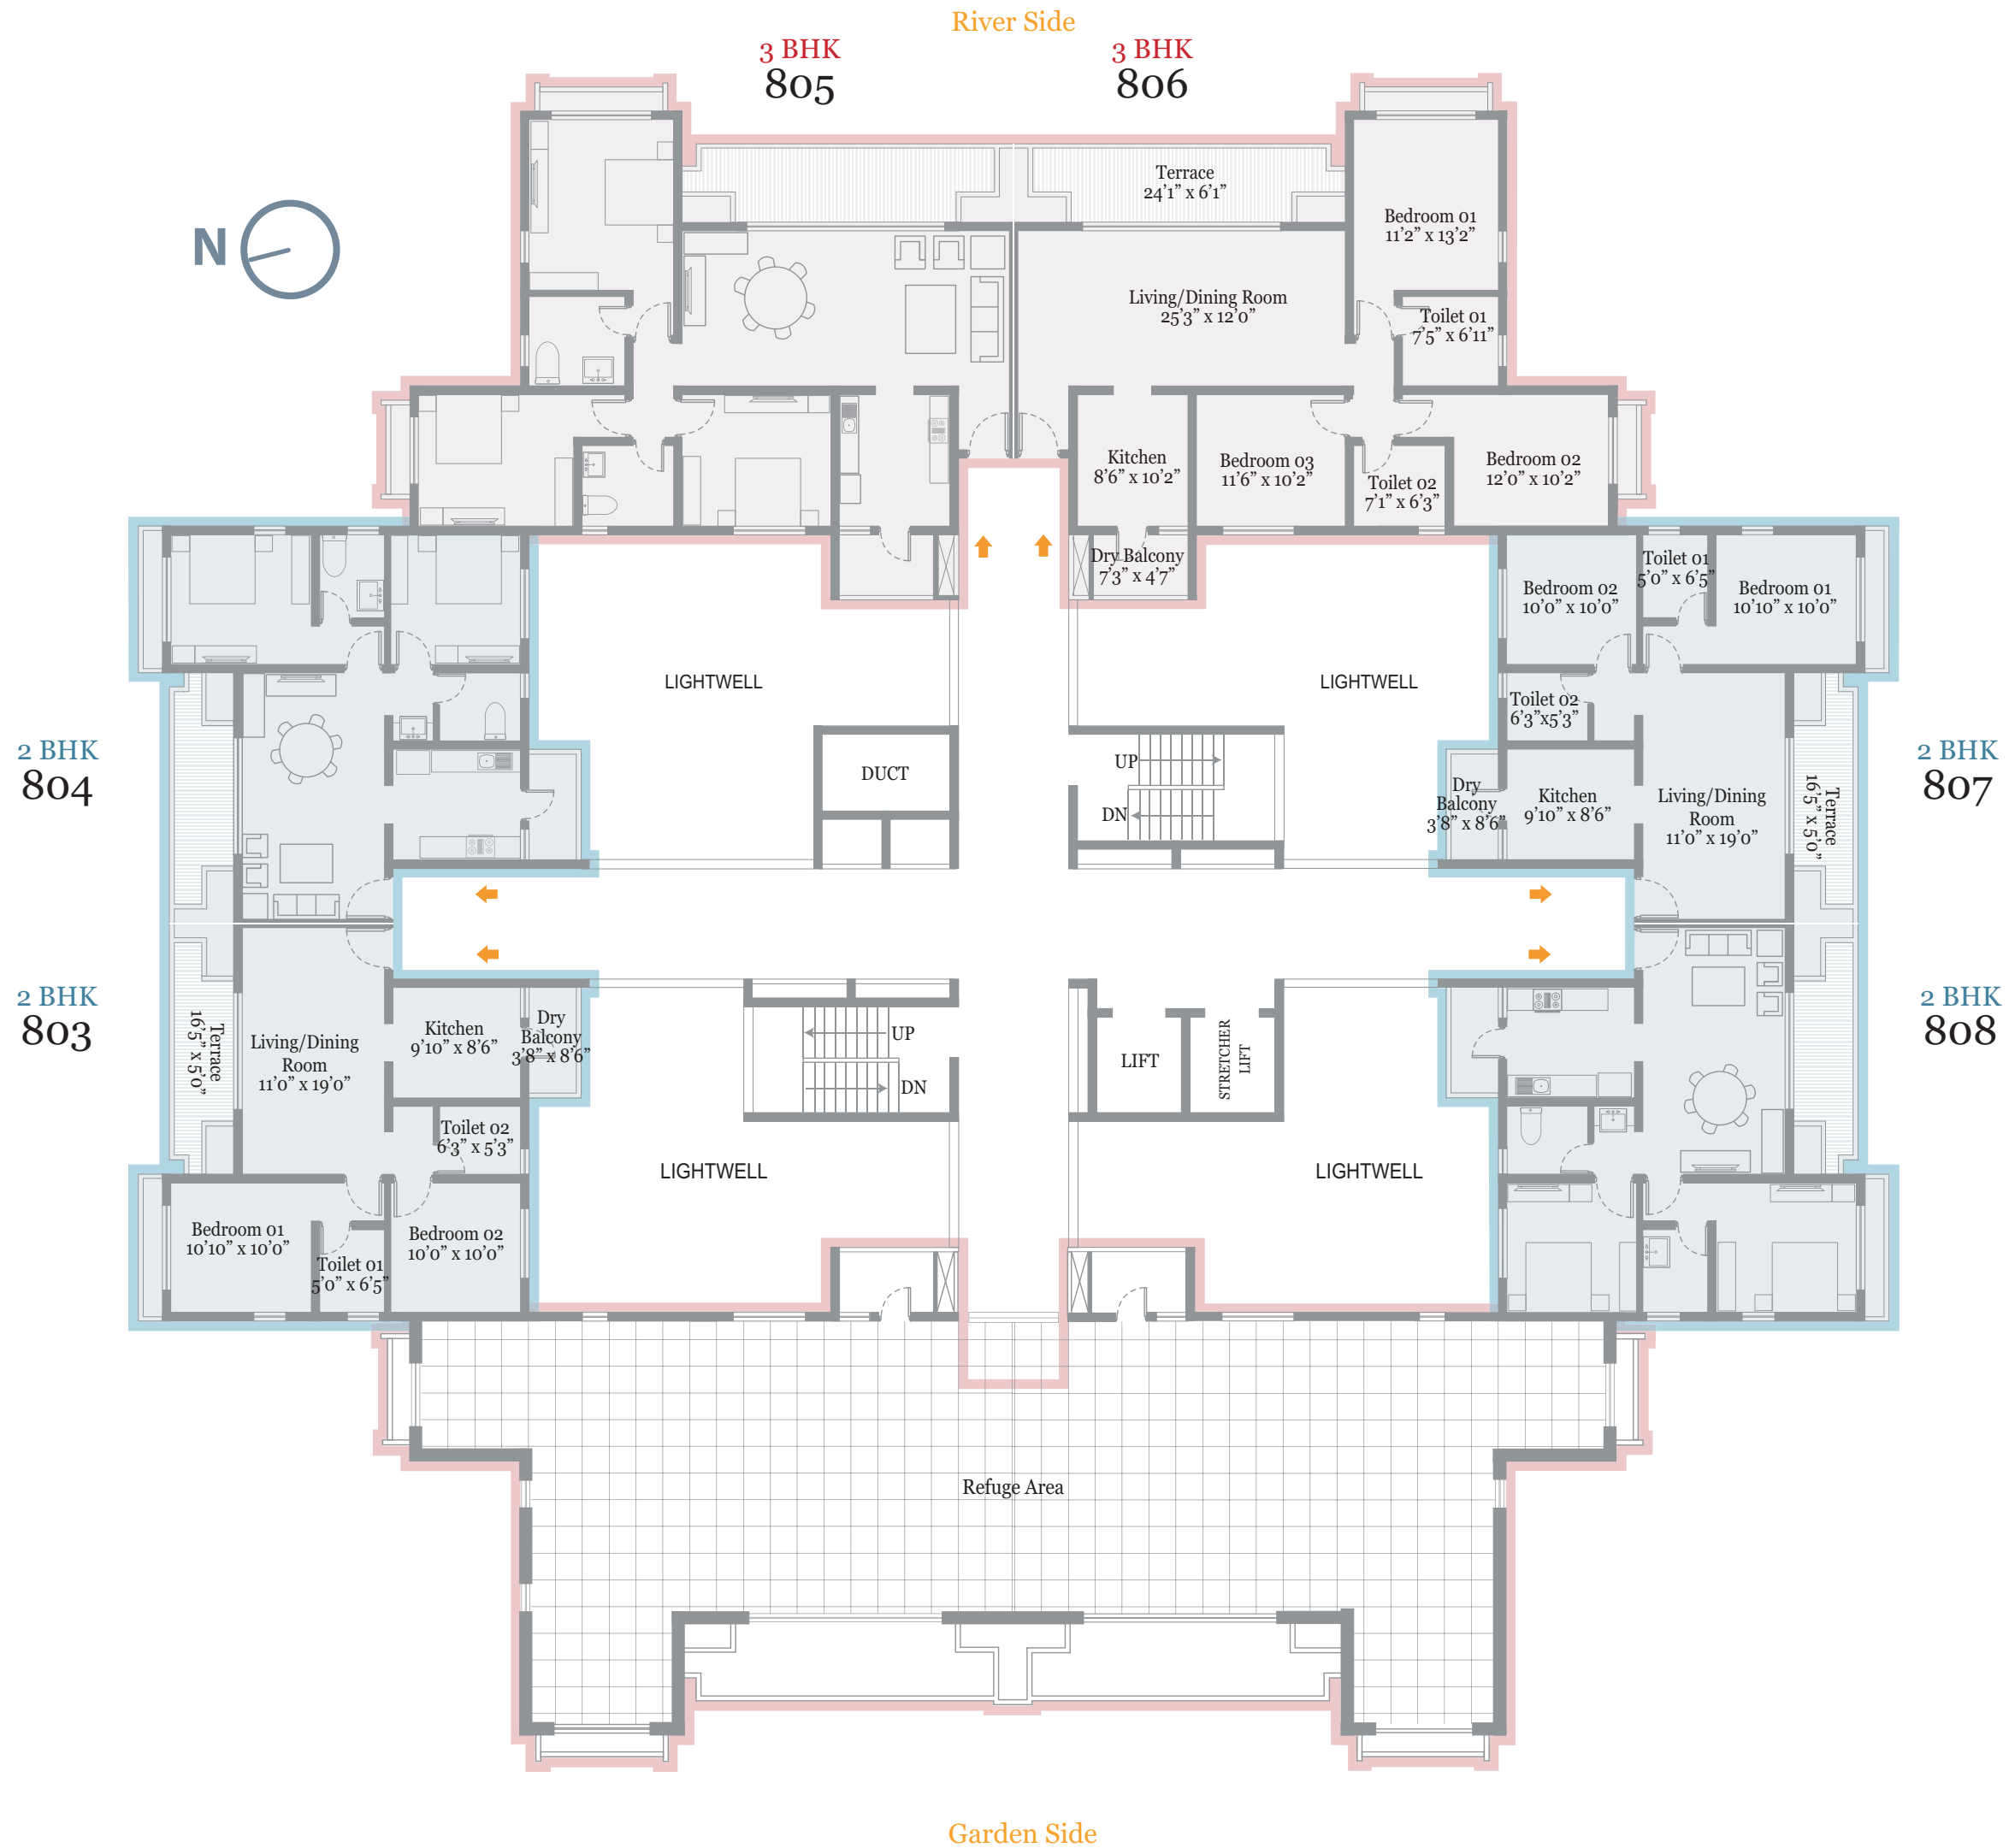 River Side
3 BHK
805
3 BHK
806
N
Terrace
24’1” x 6’1”
Bedroom 01
11’2” x 13’2”
Living/Dining Room
25’3” x 12’0”
Toilet 01
7’5” x 6’11”
Kitchen
8’6” x 10’2”
Bedroom 03
11’6” x 10’2”
Toilet 02
7’1” x 6’3”
Bedroom 02
12’0” x 10’2”
Dry Balcony
7’3” x 4’7”
Bedroom 02
10’0” x 10’0”
Toilet 01
5’0” x 6’5”
Bedroom 01
10’10” x 10’0”
LIGHTWELL
LIGHTWELL
Toilet 02
6’3”x5’3”
2 BHK
804
DUCT
UP
DN
Dry
Balcony
3’8” x 8’6”
Kitchen
9’10” x 8’6”
Living/Dining
Room
11’0” x 19’0”
Terrace
16’5” x 5’0”
2 BHK
807
2 BHK
803
Terrace
16’5” x 5’0”
Living/Dining
Room
11’0” x 19’0”
Kitchen
9’10” x 8’6”
Dry
Balcony
3’8” x 8’6”
UP
DN
LIFT
STRETCHER
LIFT
2 BHK
808
Toilet 02
6’3” x 5’3”
LIGHTWELL
LIGHTWELL
Bedroom 01
10’10” x 10’0”
Toilet 01
5’0” x 6’5”
Bedroom 02
10’0” x 10’0”
Refuge Area
Garden Side